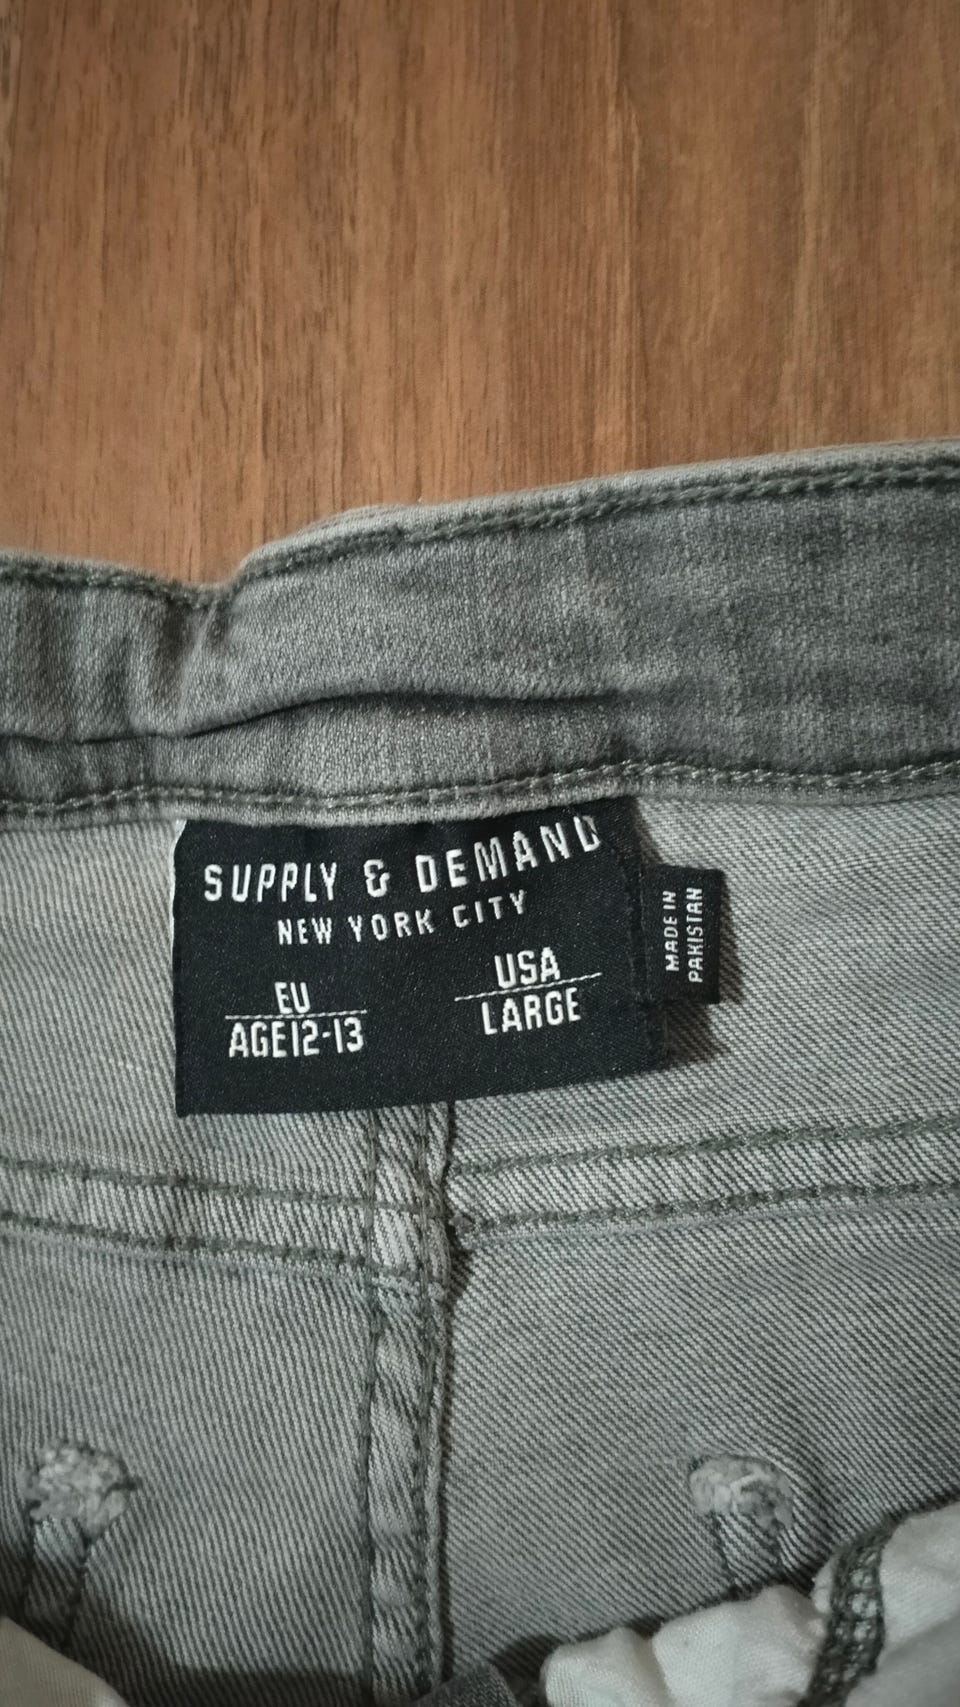 SUPPLY & DEMAND
NEW YORK CITY
EU
AGE12-13
USA
LARGE
MADE IN
PAKISTAN